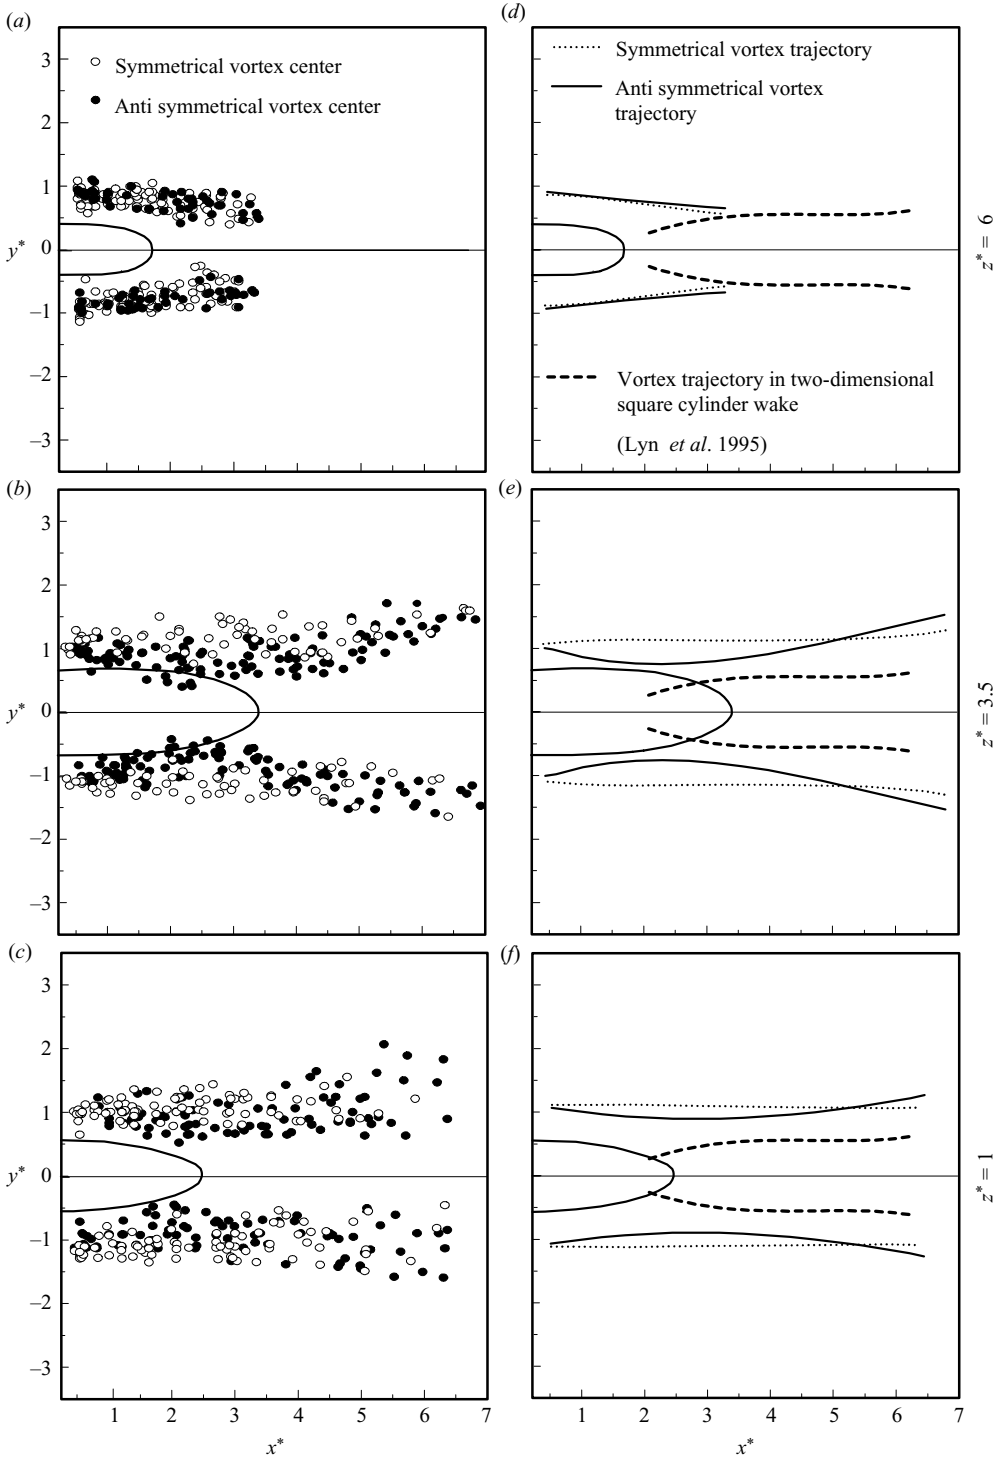 (a)
3
2
1
0
–1
–2
–3
y*
Symmetrical vortex center
Anti symmetrical vortex center
(d)
Symmetrical vortex trajectory
Anti symmetrical vortex
trajectory
Vortex trajectory in two-dimensional
square cylinder wake
(Lyn et al. 1995)
z* = 6
(b)
3
2
1
0
–1
–2
–3
y*
(e)
z* = 3.5
(c)
3
2
1
0
–1
–2
–3
y*
1 2 3 4 5 6 7
x*
(f)
1 2 3 4 5 6 7
x*
z* = 1